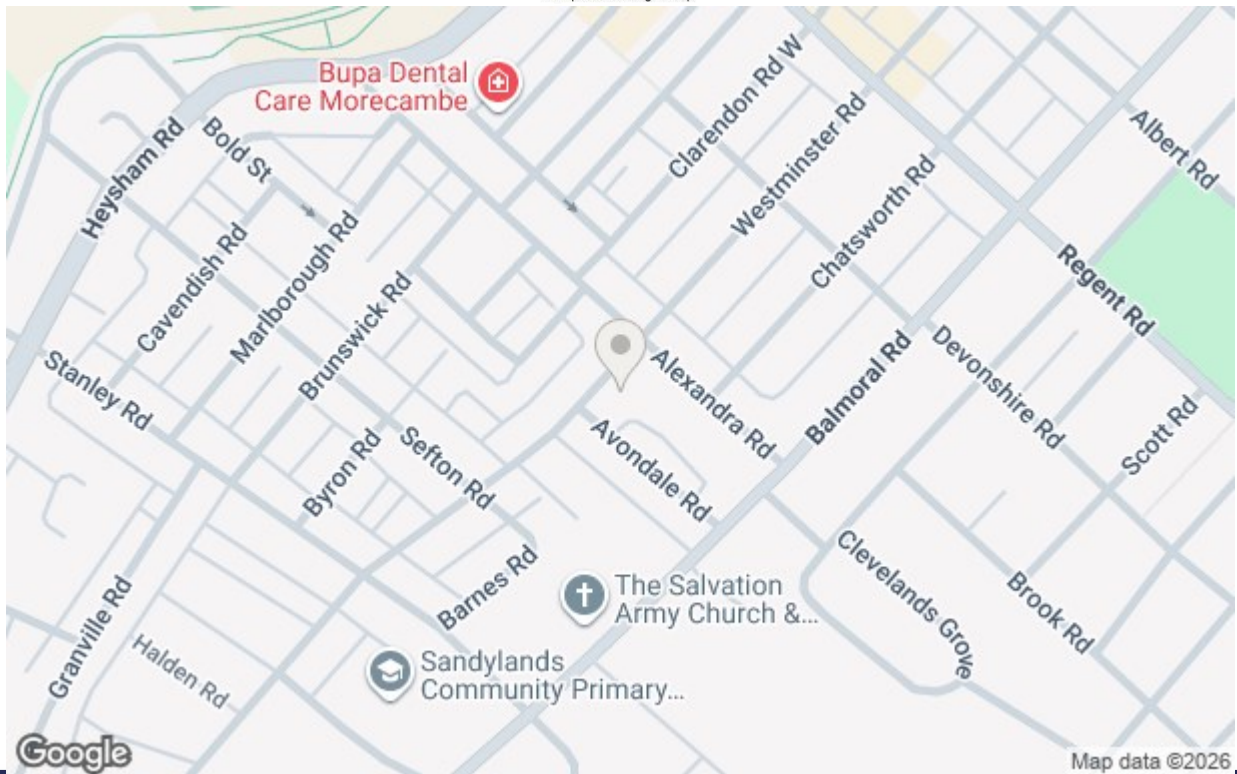 Bupa Dental
Care Morecambe
Clarendon Rd W
Albert Rd
Heysham Rd
Bold St
Westminster Rd
Chatsworth Rd
Cavendish Rd
Marlborough Rd
Regent Rd
Brunswick Rd
Alexandra Rd
Balmoral Rd
Devonshire Rd
Stanley Rd
Scott Rd
Sefton Rd
Avondale Rd
Byron Rd
Barnes Rd
Clevelands Grove
Brook Rd
The Salvation
Army Church &...
Granville Rd
Halden Rd
Sandylands
Community Primary...
Google
Map data ©2026